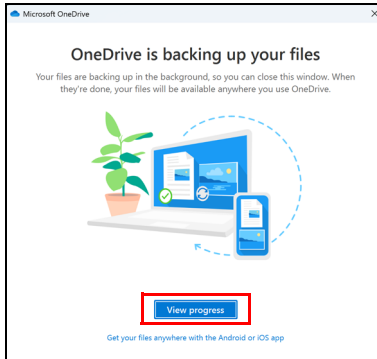 Microsoft OneDrive
OneDrive is backing up your files
Your files are backing up in the background, so you can close this window. When
they're done, your files will be available anywhere you use OneDrive.
View progress
Get your files anywhere with the Android or iOS app